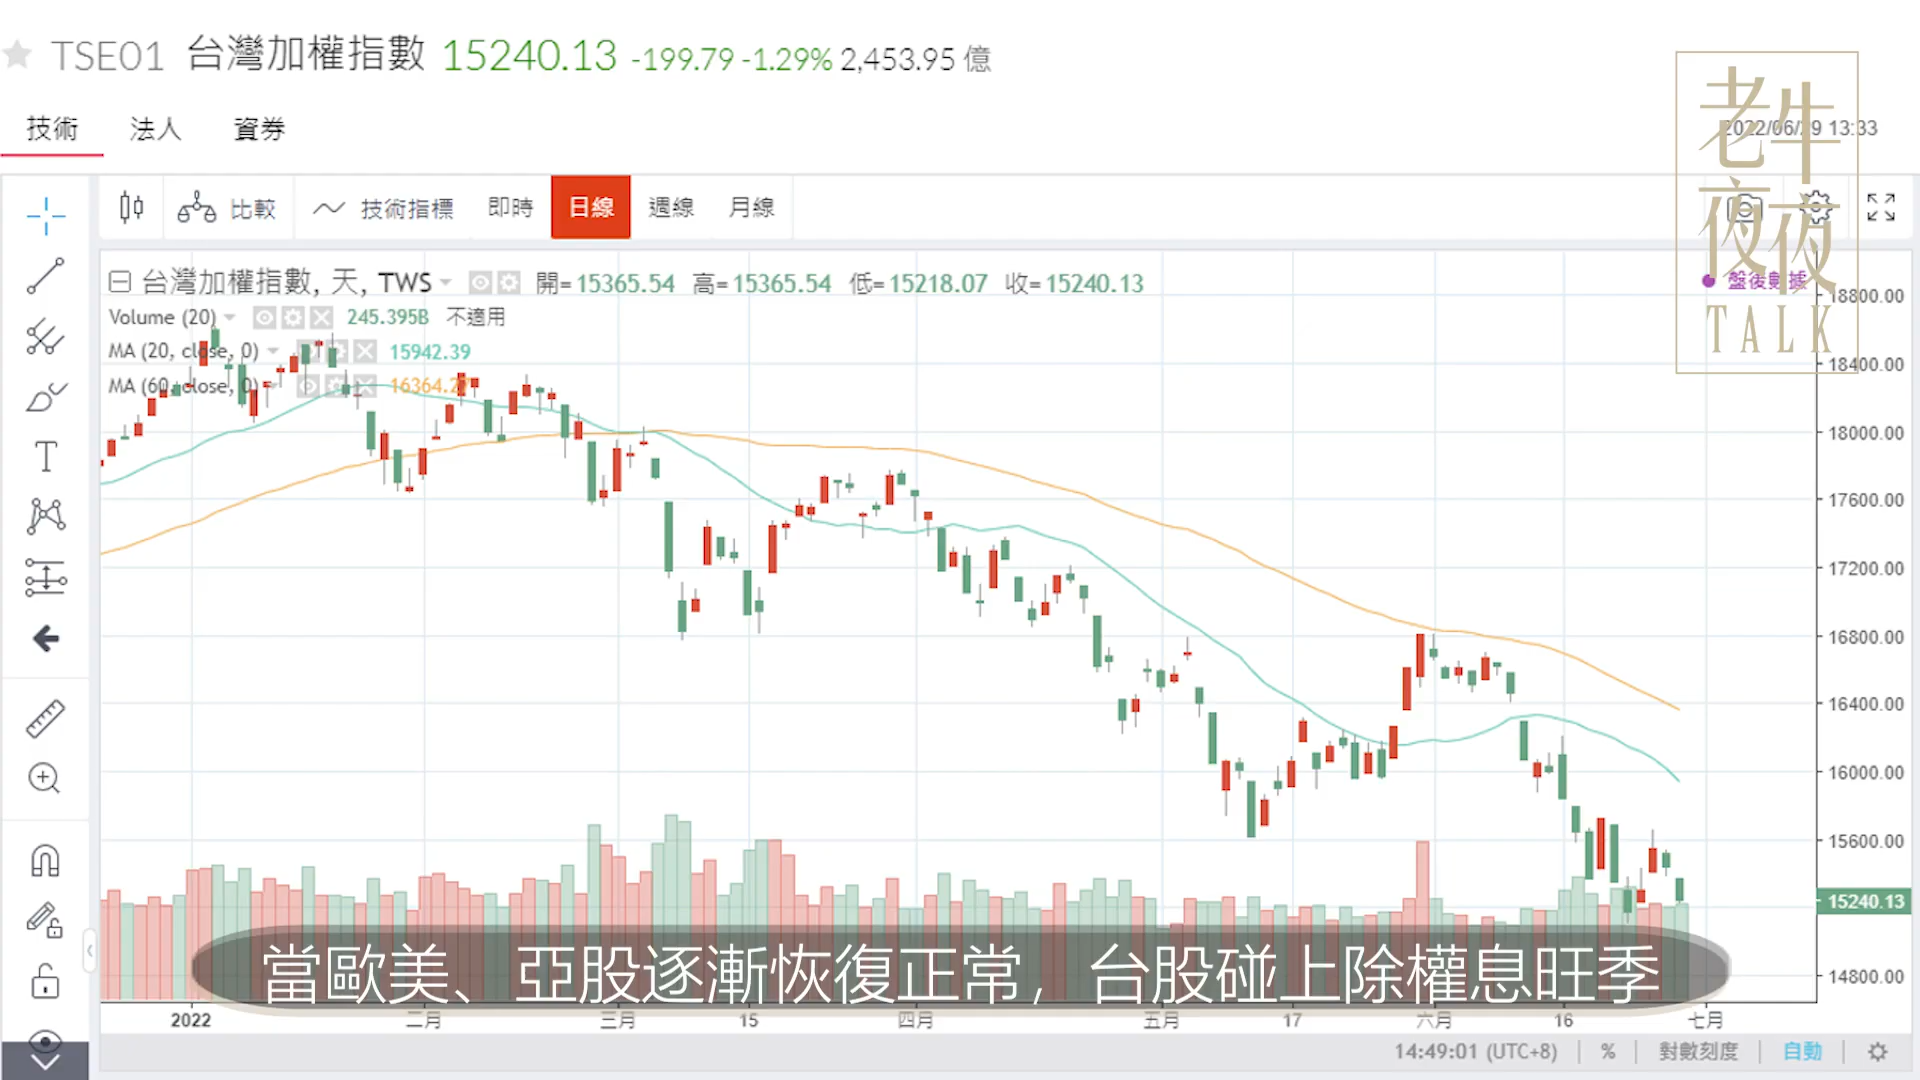 TSE01 台灣加權指數 15240.13 -199.79 -1.29% 2,453.95 億
技術 法人 資券
2022/06/29 13:33
老牛
夜夜
TALK
比較 技術指標 即時 日線 週線 月線
台灣加權指數, 天, TWS 開=15365.54 高=15365.54 低=15218.07 收=15240.13
盤後數據
Volume (20) 245.395B 不適用
MA (20, close, 0) 15942.39
MA (60, close, 0) 16364.27
18800.00
18400.00
18000.00
17600.00
17200.00
16800.00
16400.00
16000.00
15600.00
15240.13
14800.00
當歐美、亞股逐漸恢復正常，台股碰上除權息旺季
2022 二月 三月 15 四月 五月 17 六月 16 七月
14:49:01 (UTC+8) % 對數刻度 自動